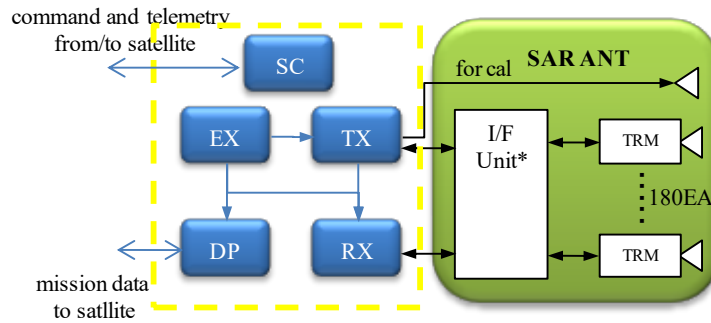 command and telemetry
from/to satellite
SC
for cal
SAR ANT
EX
TX
I/F
Unit*
TRM
180EA
DP
RX
TRM
mission data
to satllite